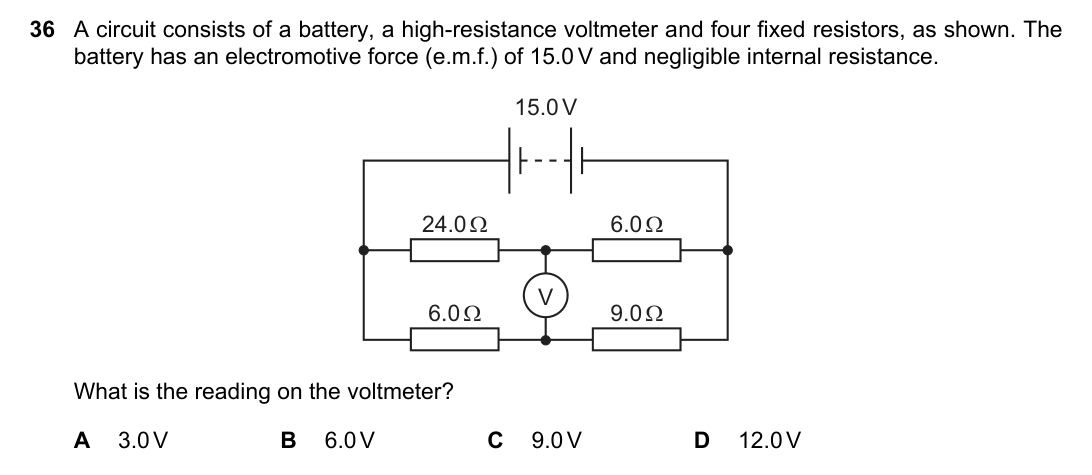 36 A circuit consists of a battery, a high-resistance voltmeter and four fixed resistors, as shown. The
battery has an electromotive force (e.m.f.) of 15.0 V and negligible internal resistance.
15.0 V
24.0 Ω 6.0 Ω
V
6.0 Ω 9.0 Ω
What is the reading on the voltmeter?
A 3.0 V B 6.0 V C 9.0 V D 12.0 V